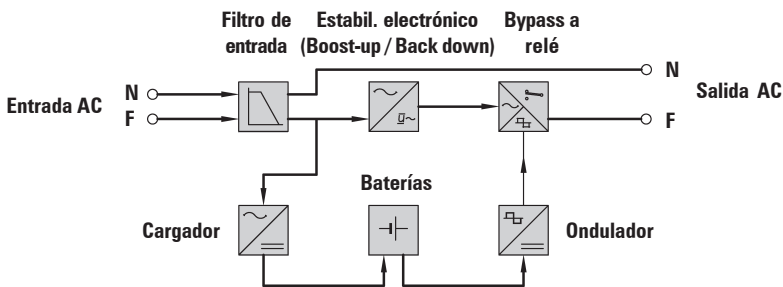 Filtro de
entrada
Estabil. electrónico
(Boost-up / Back down)
Bypass a
relé
Entrada AC
N
F
N
F
Salida AC
Cargador
Baterías
Ondulador